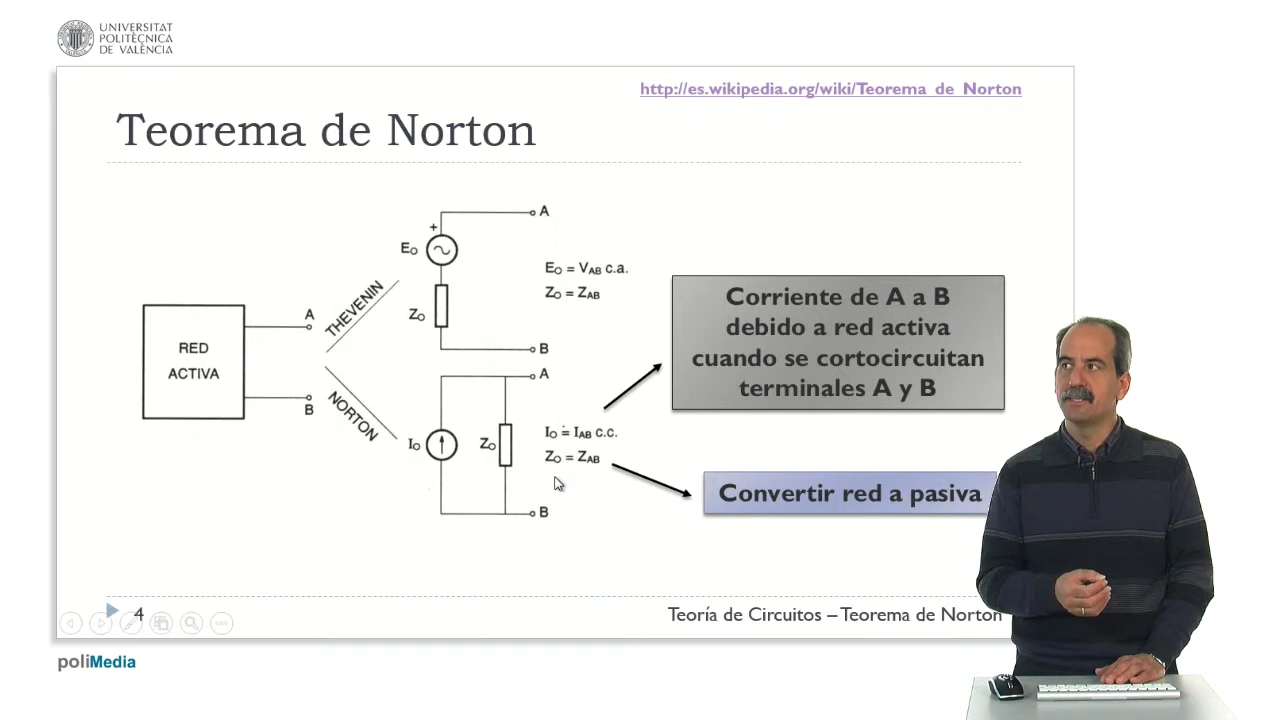 UNIVERSITAT
POLITÈCNICA
DE VALÈNCIA
http://es.wikipedia.org/wiki/Teorema_de_Norton
Teorema de Norton
RED
ACTIVA
A
B
THEVENIN
NORTON
A
+
EO
ZO
B
EO = VAB c.a.
ZO = ZAB
A
IO
ZO
B
IO = IAB c.c.
ZO = ZAB
Corriente de A a B
debido a red activa
cuando se cortocircuitan
terminales A y B
Convertir red a pasiva
4
Teoría de Circuitos – Teorema de Norton
poliMedia